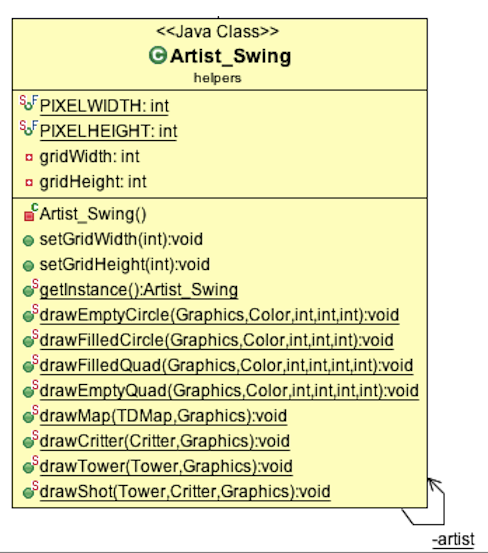 <<Java Class>>
Artist_Swing
helpers
PIXELWIDTH: int
PIXELHEIGHT: int
gridWidth: int
gridHeight: int
Artist_Swing()
setGridWidth(int):void
setGridHeight(int):void
getInstance():Artist_Swing
drawEmptyCircle(Graphics,Color,int,int,int):void
drawFilledCircle(Graphics,Color,int,int,int):void
drawFilledQuad(Graphics,Color,int,int,int,int):void
drawEmptyQuad(Graphics,Color,int,int,int,int):void
drawMap(TDMap,Graphics):void
drawCritter(Critter,Graphics):void
drawTower(Tower,Graphics):void
drawShot(Tower,Critter,Graphics):void
-artist